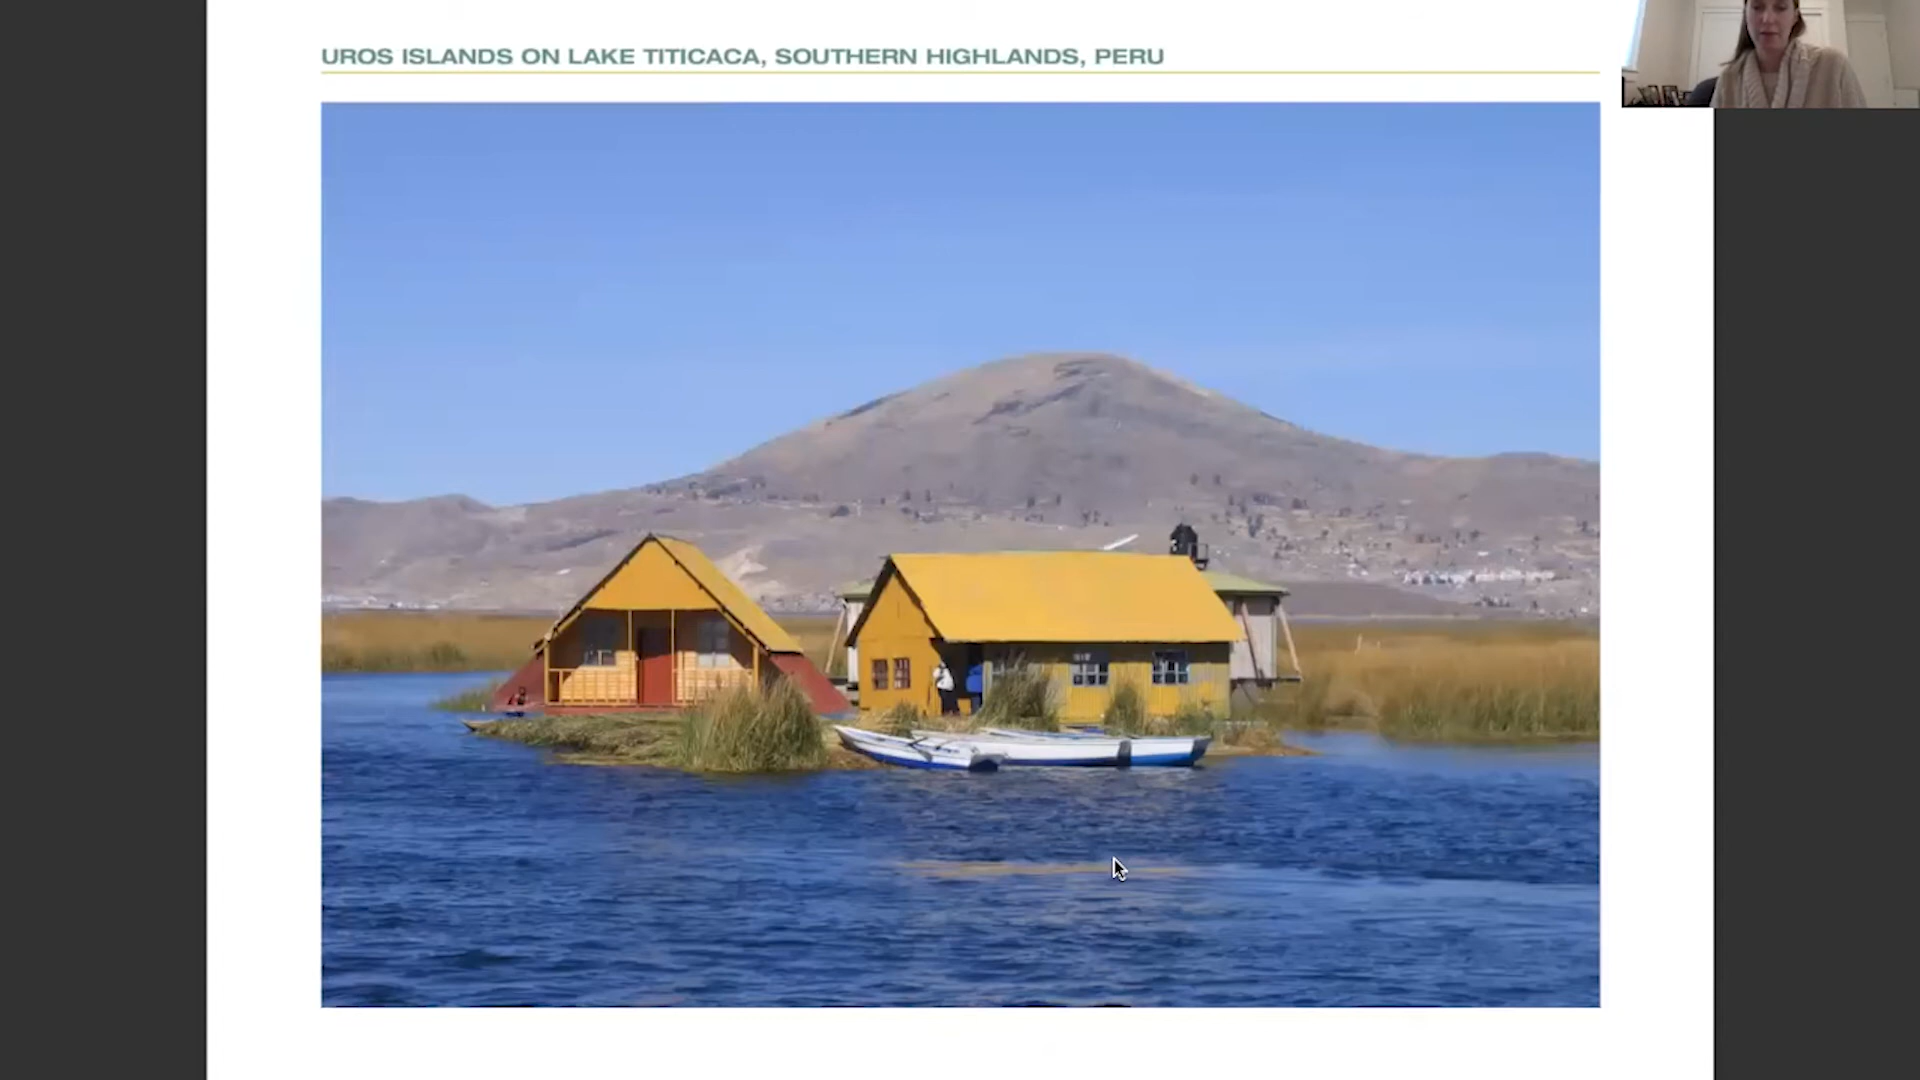 UROS ISLANDS ON LAKE TITICACA, SOUTHERN HIGHLANDS, PERU